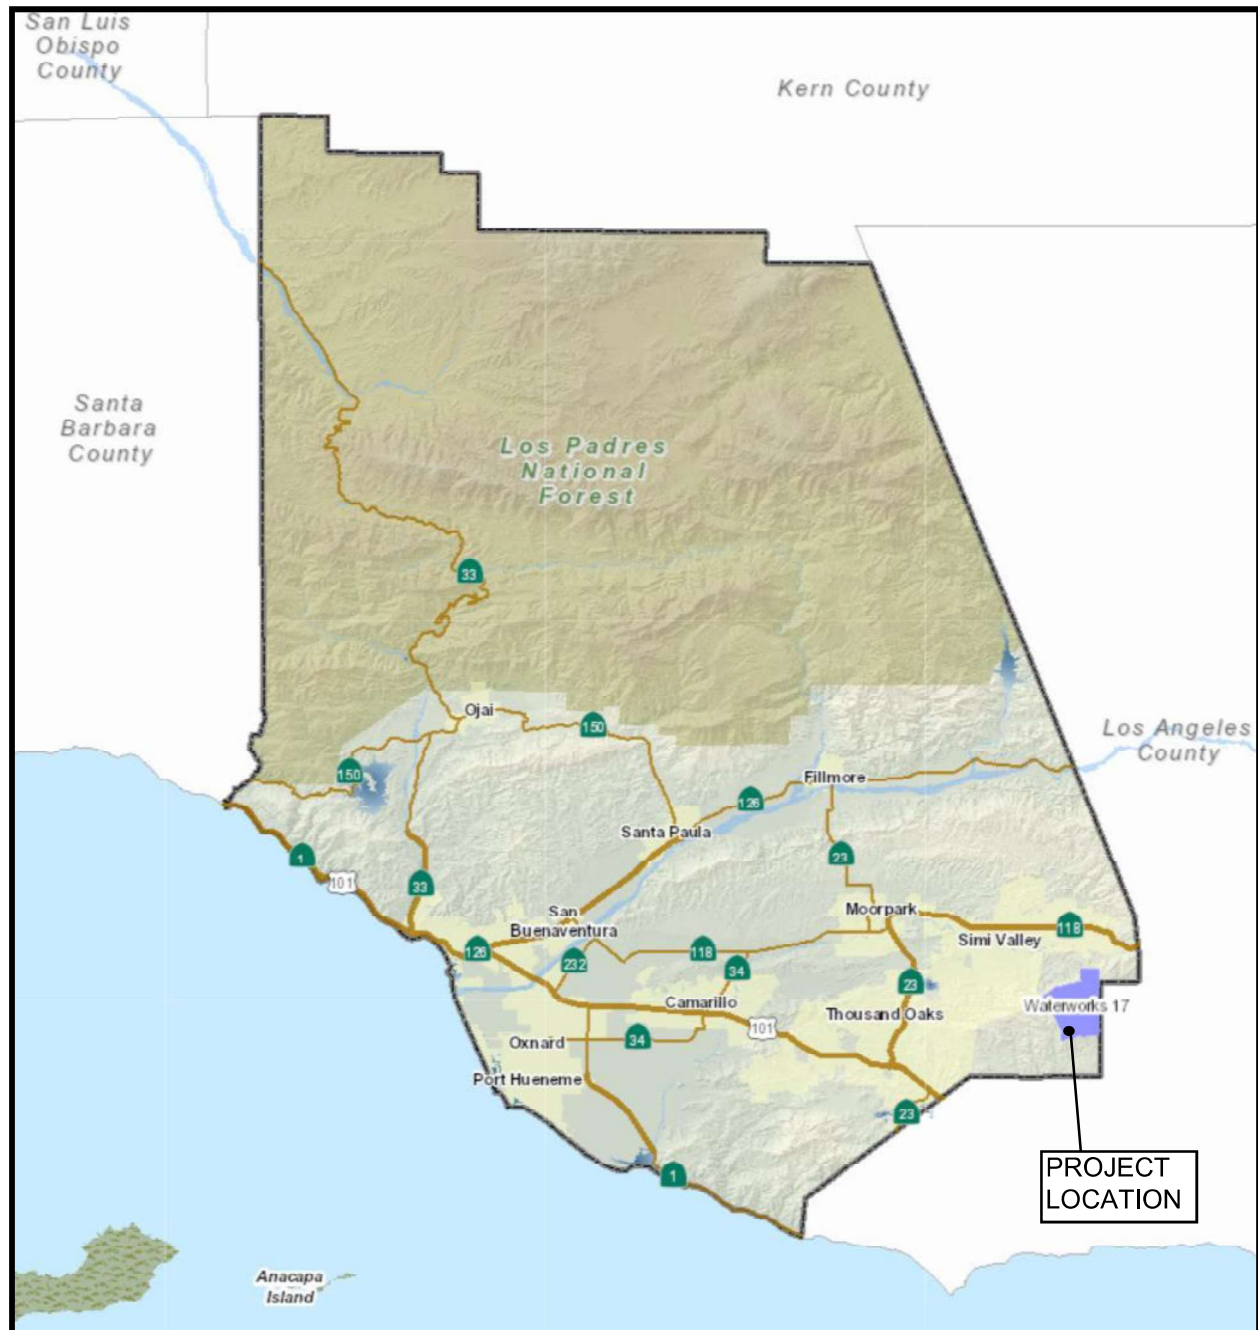 San Luis
Obispo
County
Kern County
Santa
Barbara
County
Los Padres
National
Forest
33
Ojai
150
Los Angeles
County
150
Fillmore
126
Santa Paula
1
101
33
23
San
Buenaventura
Moorpark
Simi Valley
118
126
232
118
34
23
Camarillo
Thousand Oaks
Waterworks 17
Oxnard
34
101
Port Hueneme
23
1
PROJECT
LOCATION
Anacapa
Island